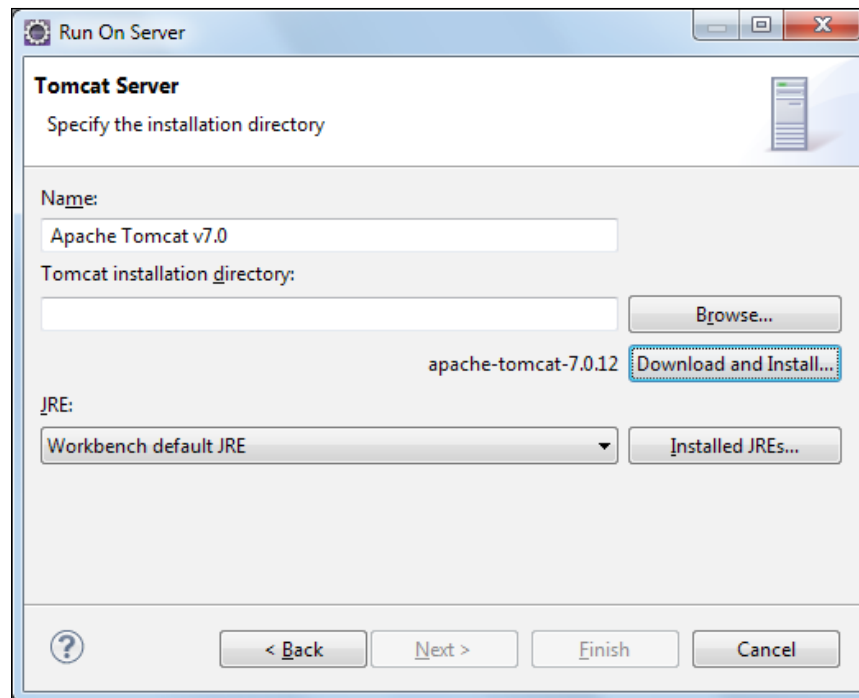 Run On Server
Tomcat Server
Specify the installation directory
Name:
Apache Tomcat v7.0
Tomcat installation directory:
Browse...
apache-tomcat-7.0.12 Download and Install...
JRE:
Workbench default JRE Installed JREs...
? < Back Next > Finish Cancel